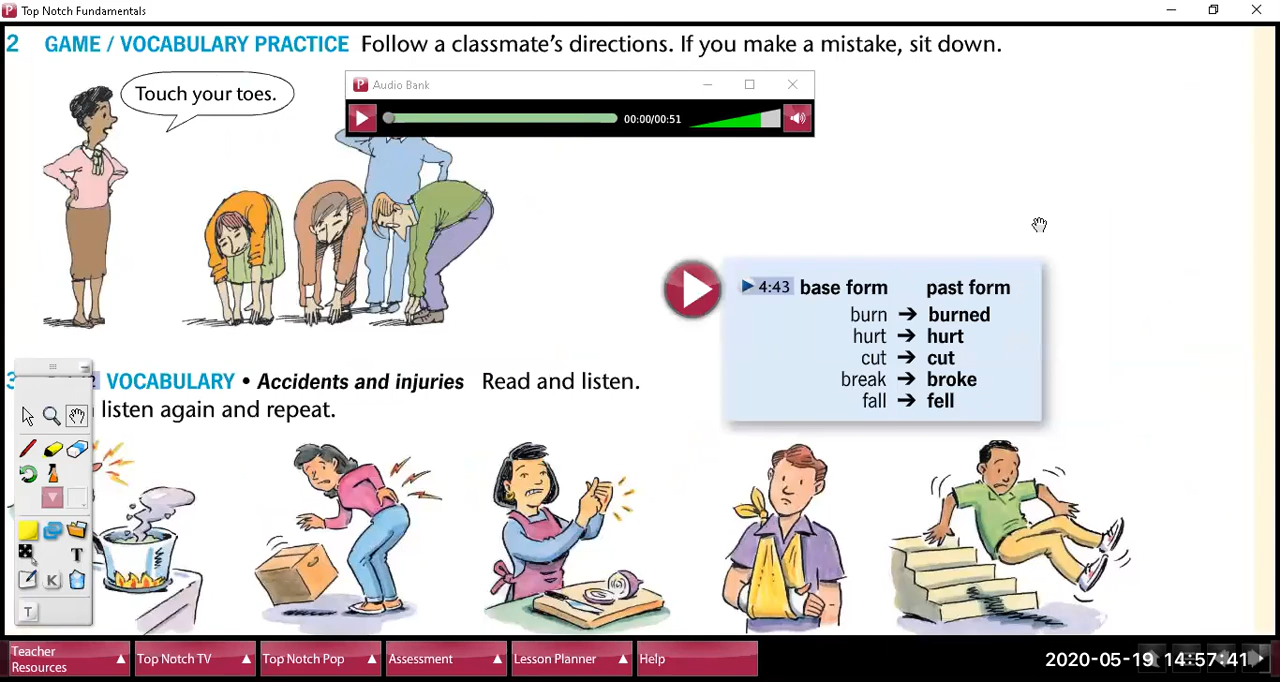 Top Notch Fundamentals
2 GAME / VOCABULARY PRACTICE Follow a classmate's directions. If you make a mistake, sit down.
Touch your toes.
Audio Bank
00:00/00:51
4:43 base form past form
burn → burned
hurt → hurt
cut → cut
break → broke
fall → fell
3 VOCABULARY • Accidents and injuries Read and listen.
listen again and repeat.
T
K
T
Teacher Resources ▲ Top Notch TV ▲ Top Notch Pop ▲ Assessment ▲ Lesson Planner ▲ Help
2020-05-19 14:57:41